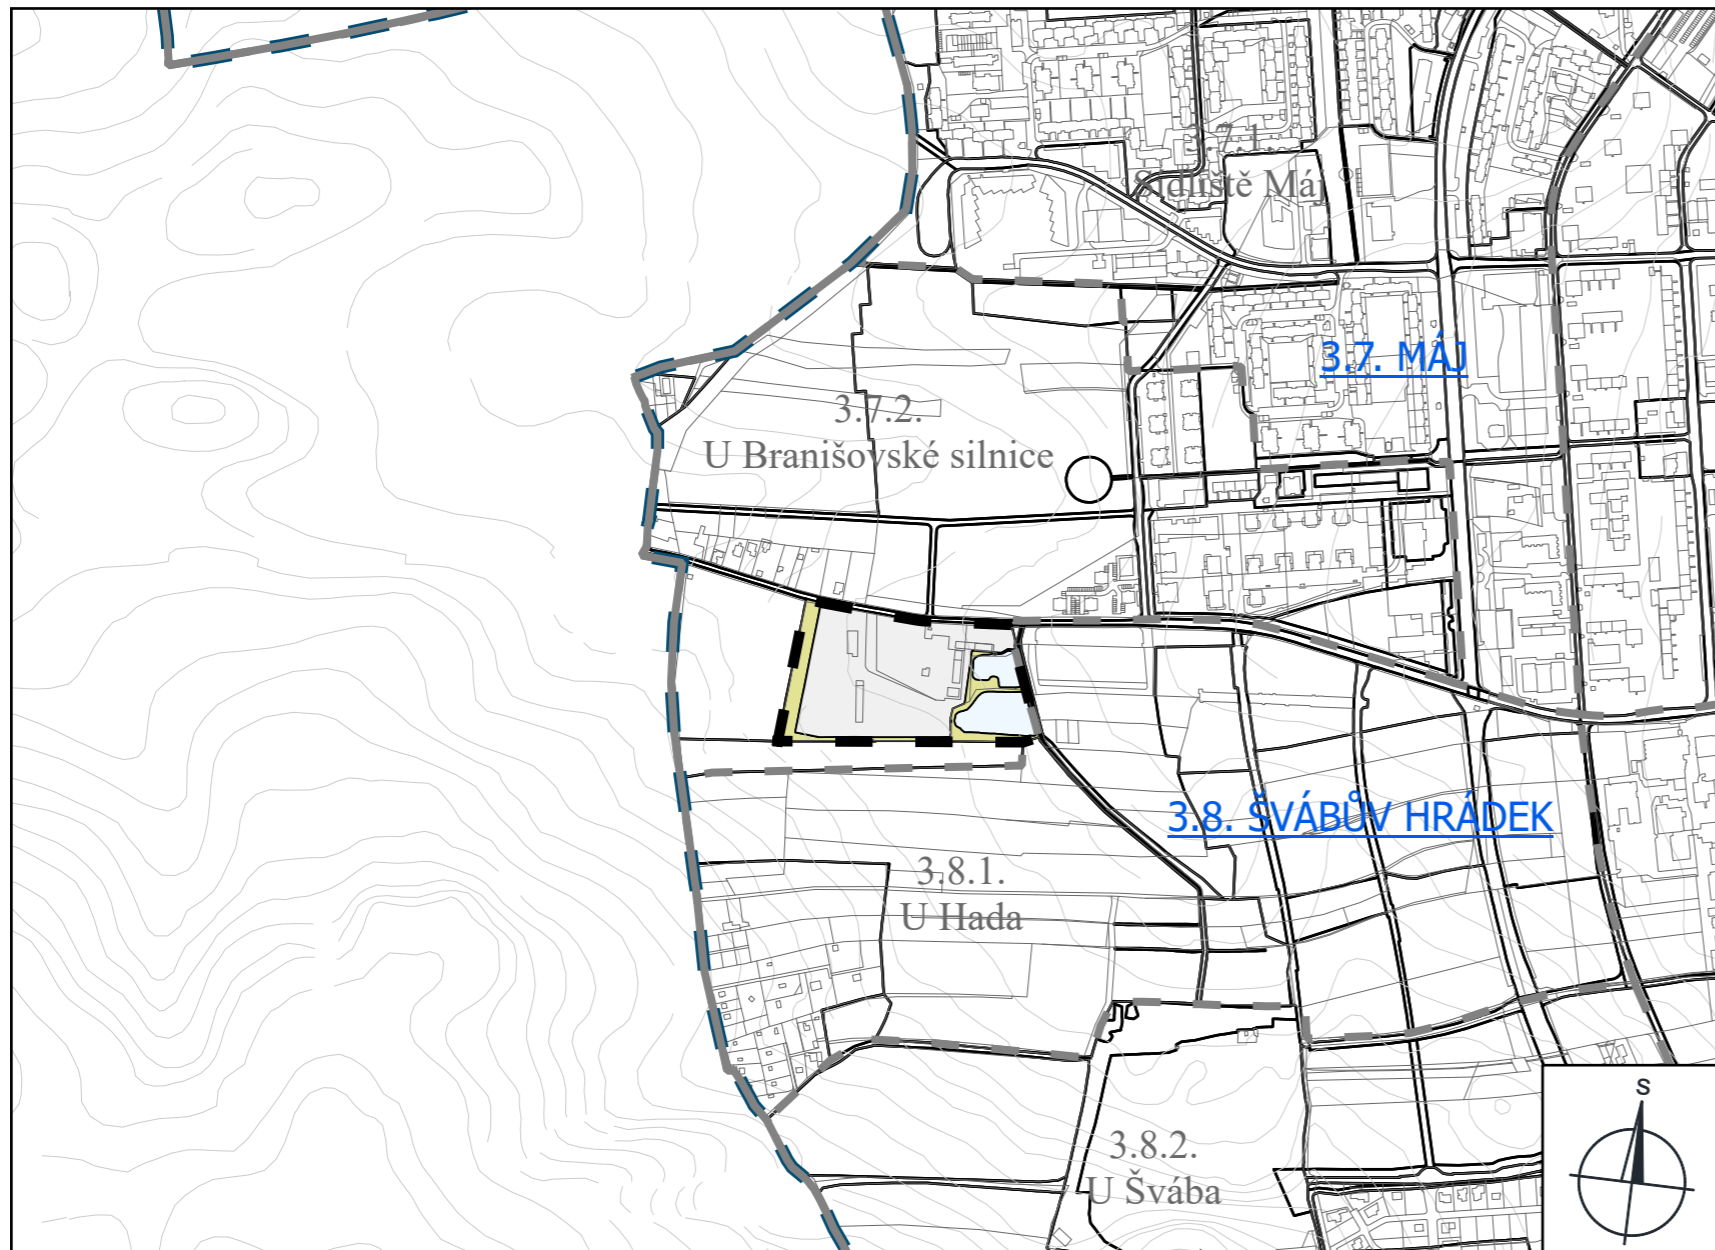 3.7.1.
Sídliště Máj
3.7. MÁJ
3.7.2.
U Branišovské silnice
3.8. ŠVÁBŮV HRÁDEK
3.8.1.
U Hada
3.8.2.
U Švába
S